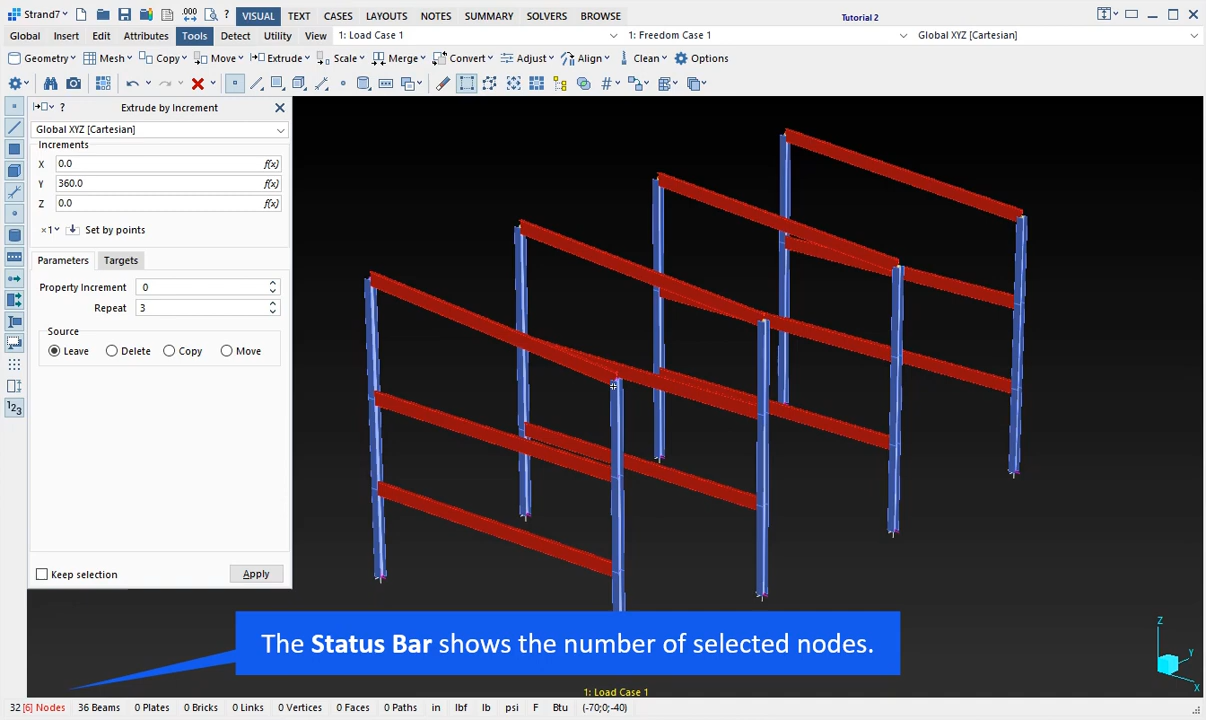 Strand7
.000
?
VISUAL
TEXT
CASES
LAYOUTS
NOTES
SUMMARY
SOLVERS
BROWSE
Tutorial 2
Global
Insert
Edit
Attributes
Tools
Detect
Utility
View
1: Load Case 1
1: Freedom Case 1
Global XYZ [Cartesian]
Geometry
Mesh
Copy
Move
Extrude
Scale
Merge
Convert
Adjust
Align
Clean
Options
?
Extrude by Increment
Global XYZ [Cartesian]
Increments
X 0.0 f(x)
Y 360.0 f(x)
Z 0.0 f(x)
×1
Set by points
Parameters
Targets
Property Increment 0
Repeat 3
Source
Leave
Delete
Copy
Move
Keep selection
Apply
123
The Status Bar shows the number of selected nodes.
Z
Y
X
1: Load Case 1
32 [6] Nodes
36 Beams
0 Plates
0 Bricks
0 Links
0 Vertices
0 Faces
0 Paths
in
lbf
lb
psi
F
Btu
(-70;0;(-40)